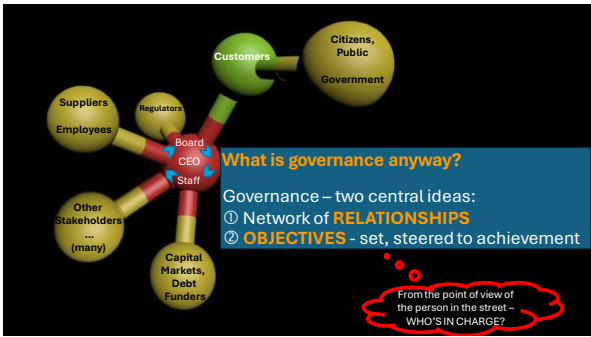 Citizens,
Public
Government
Customers
Suppliers
Employees
Regulators
Board
CEO
Staff
Other
Stakeholders
...
(many)
Capital
Markets,
Debt
Funders
What is governance anyway?
Governance – two central ideas:
① Network of RELATIONSHIPS
② OBJECTIVES - set, steered to achievement
From the point of view of
the person in the street –
WHO'S IN CHARGE?